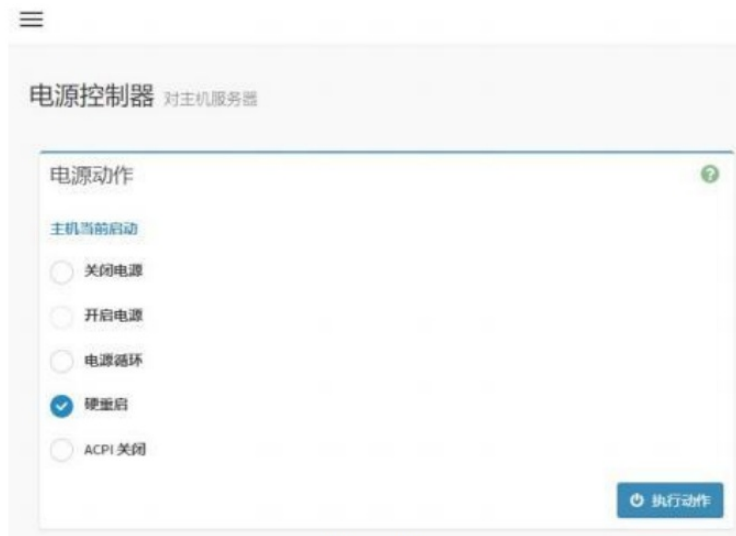 电源控制器 对主机服务器
电源动作
主机当前启动
关闭电源
开启电源
电源循环
硬重启
ACPI 关闭
执行动作